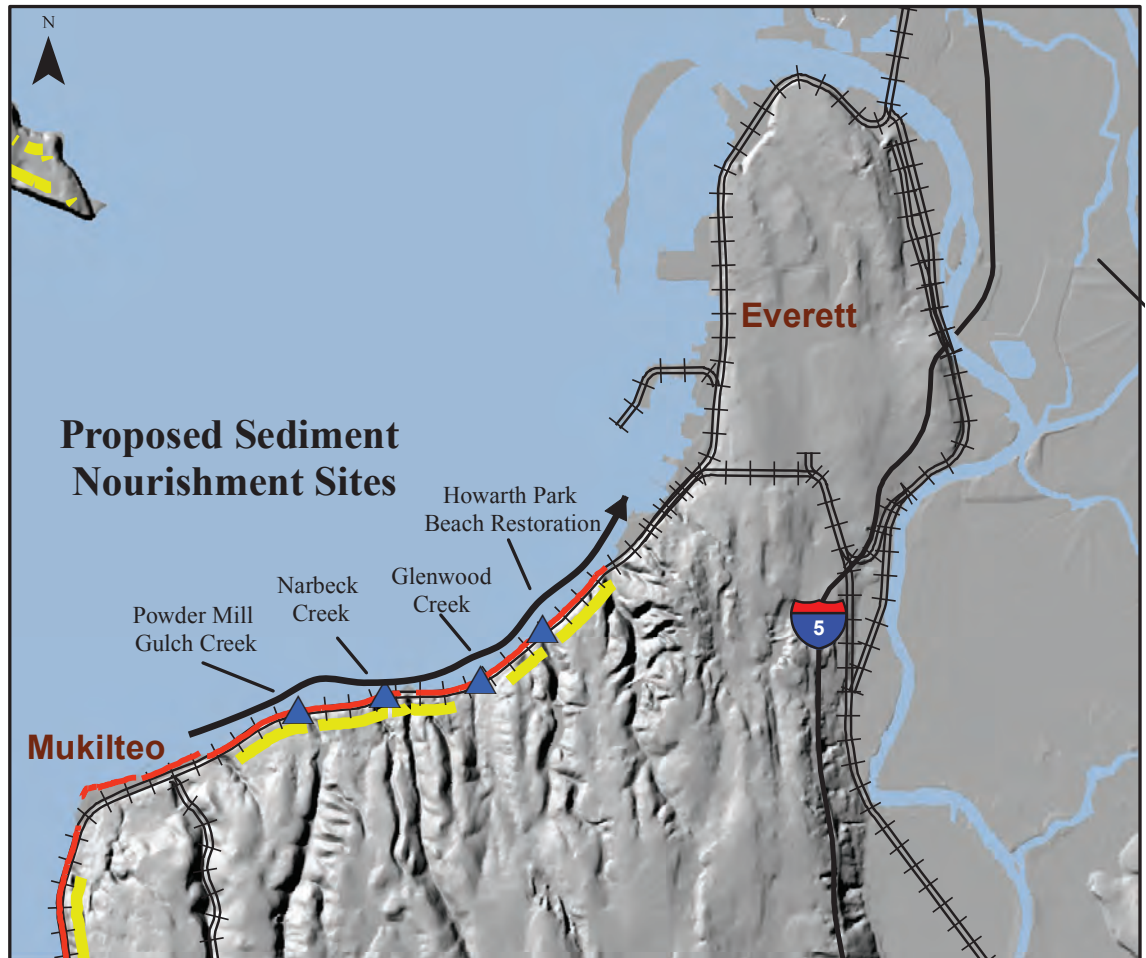 N
Everett
Proposed Sediment
Nourishment Sites
Howarth Park
Beach Restoration
Glenwood
Creek
Narbeck
Creek
Powder Mill
Gulch Creek
5
Mukilteo